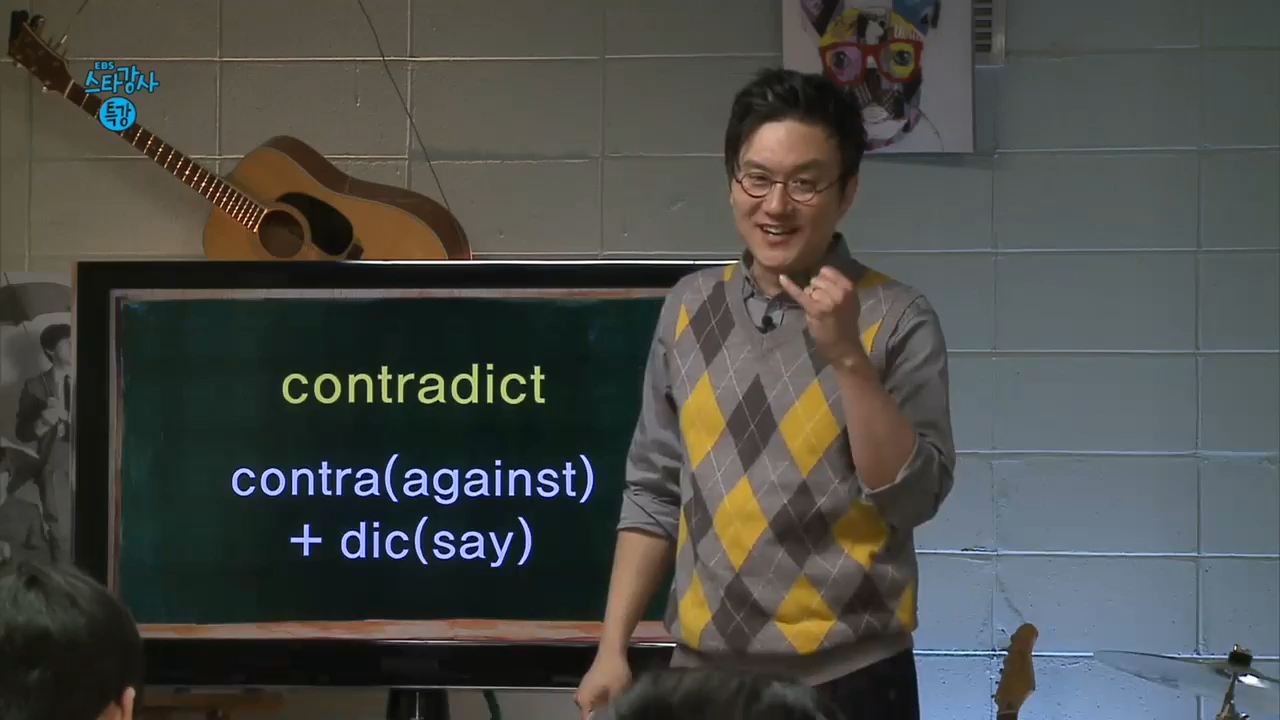 EBS
스타강사
특강
contradict
contra(against)
+ dic(say)